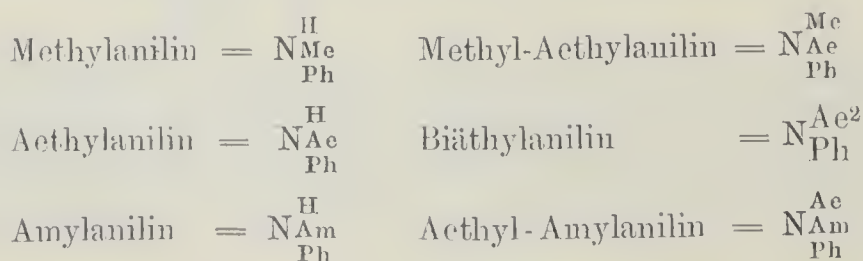 Methylanilin = N H Me Ph Methyl-Aethylanilin = N Me Ae Ph
Aethylanilin = N H Ae Ph Biäthylanilin = N Ae² Ph
Amylanilin = N H Am Ph Aethyl-Amylanilin = N Ae Am Ph